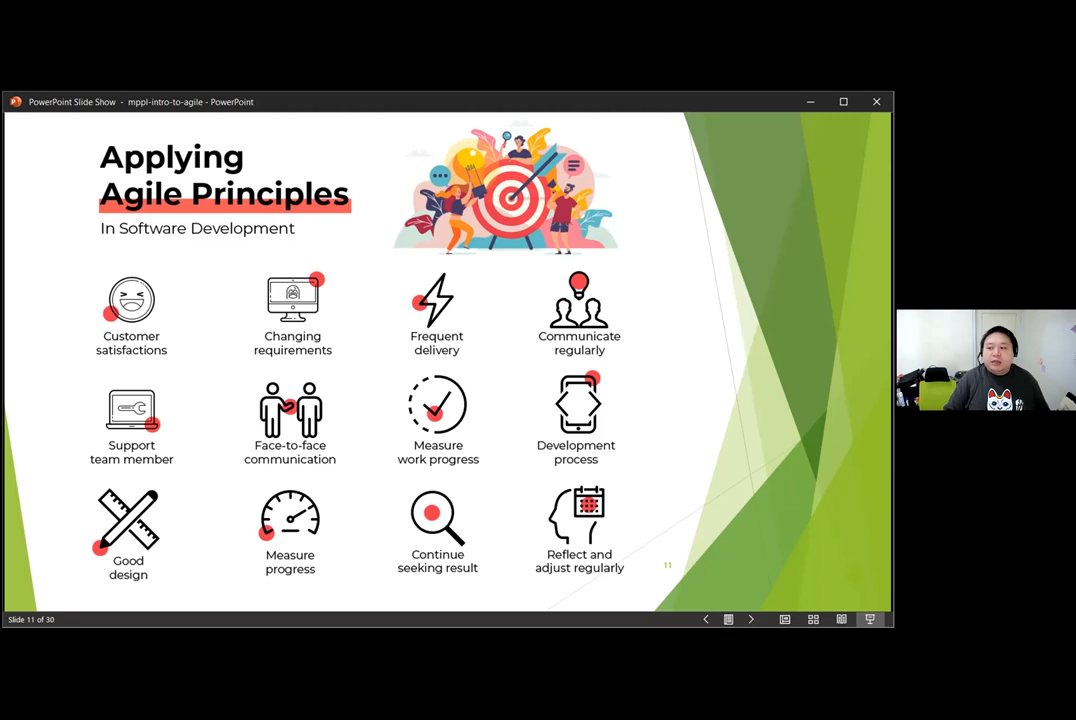 PowerPoint Slide Show - mppl-intro-to-agile - PowerPoint
Applying
Agile Principles
In Software Development
Customer
satisfactions
Changing
requirements
Frequent
delivery
Communicate
regularly
Support
team member
Face-to-face
communication
Measure
work progress
Development
process
Good
design
Measure
progress
Continue
seeking result
Reflect and
adjust regularly
11
Slide 11 of 30